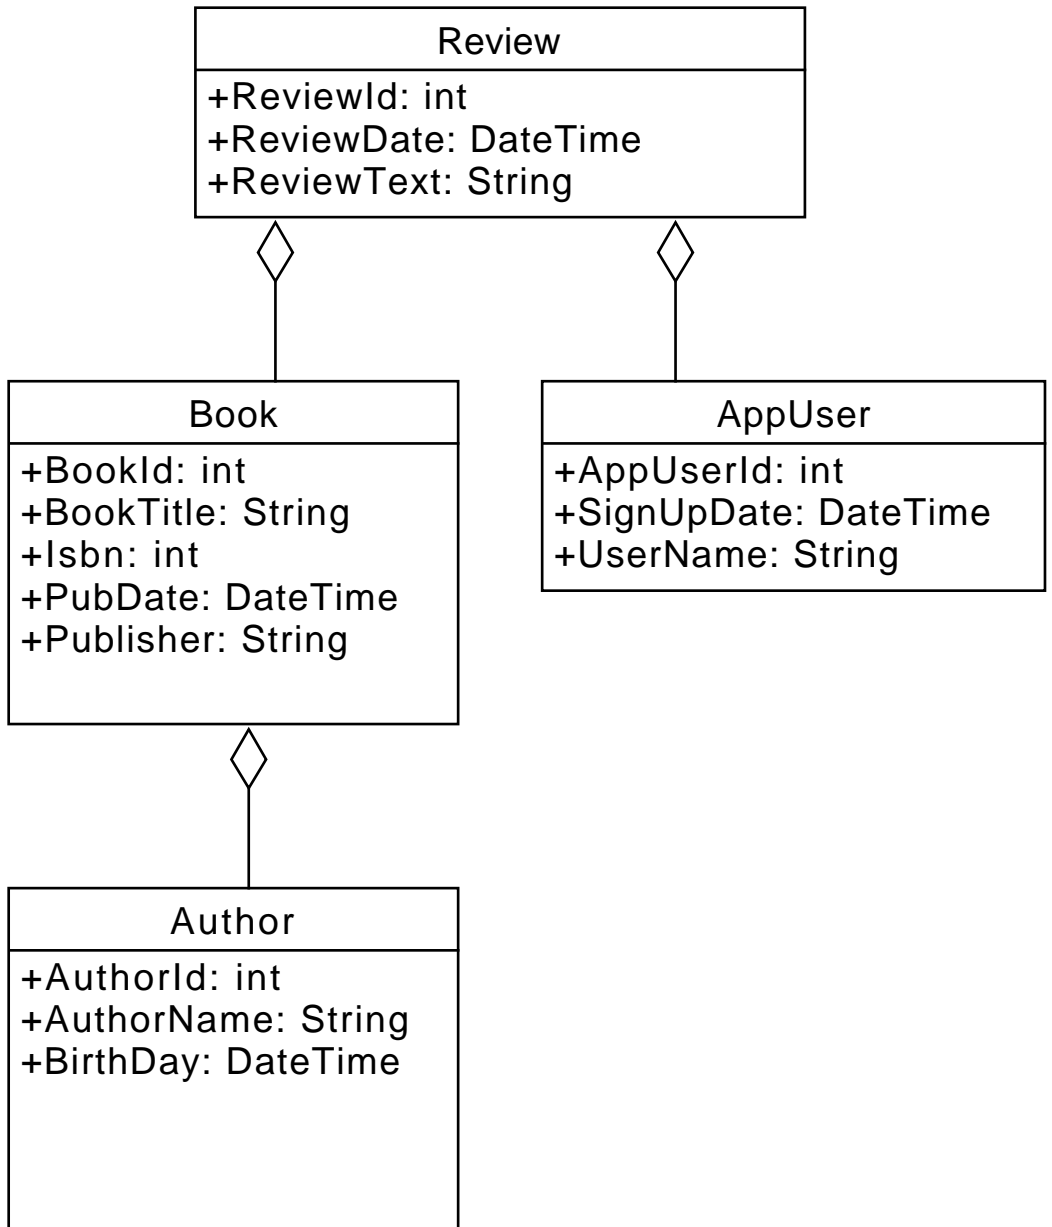 Review
+ReviewId: int
+ReviewDate: DateTime
+ReviewText: String
Book
+BookId: int
+BookTitle: String
+Isbn: int
+PubDate: DateTime
+Publisher: String
AppUser
+AppUserId: int
+SignUpDate: DateTime
+UserName: String
Author
+AuthorId: int
+AuthorName: String
+BirthDay: DateTime